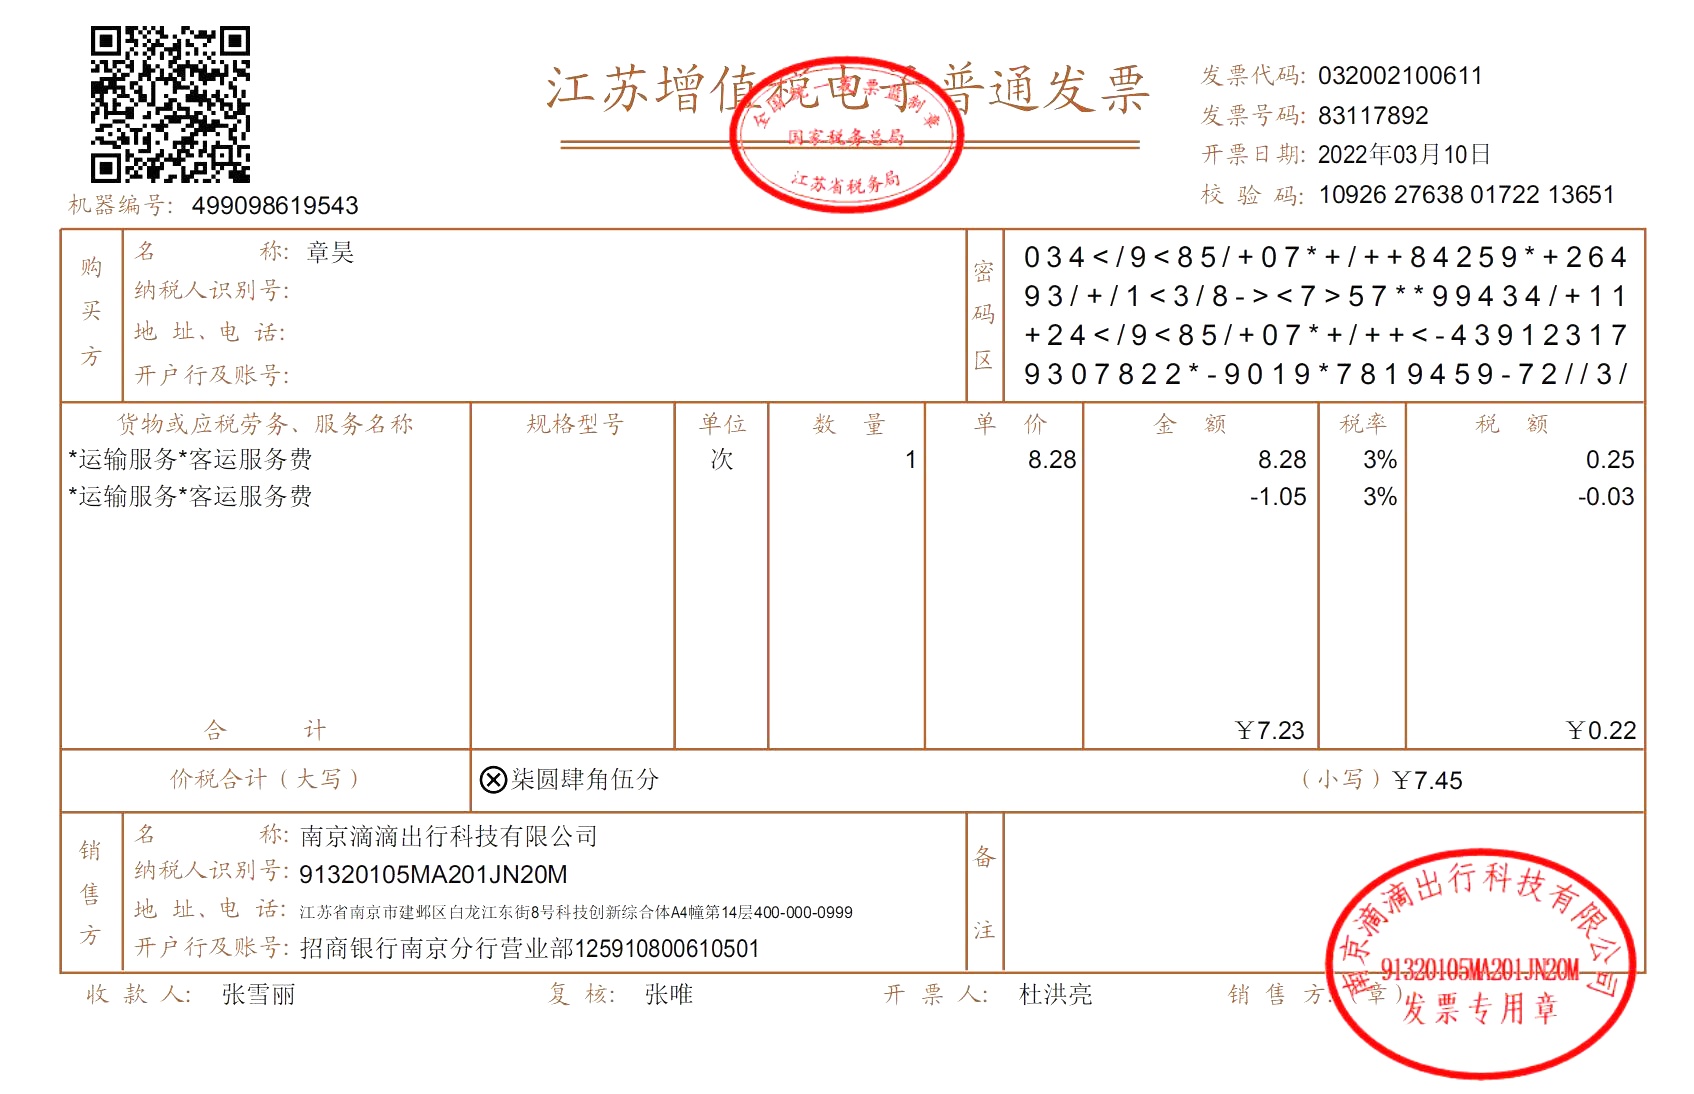 江苏增值税电子普通发票
全国统一发票监制章
国家税务总局
江苏省税务局
发票代码: 032002100611
发票号码: 83117892
开票日期: 2022年03月10日
校验码: 10926 27638 01722 13651
机器编号: 499098619543
购买方
名称: 章昊
纳税人识别号:
地址、电话:
开户行及账号:
密码区
034</9<85/+07*+/++84259*+264
93/+/1<3/8-><7>57**99434/+11
+24</9<85/+07*+/++<-43912317
9307822*-9019*7819459-72//3/
货物或应税劳务、服务名称 规格型号 单位 数量 单价 金额 税率 税额
*运输服务*客运服务费 次 1 8.28 8.28 3% 0.25
*运输服务*客运服务费 -1.05 3% -0.03
合计 ￥7.23 ￥0.22
价税合计（大写） ⊗柒圆肆角伍分 （小写）￥7.45
销售方
名称: 南京滴滴出行科技有限公司
纳税人识别号: 91320105MA201JN20M
地址、电话: 江苏省南京市建邺区白龙江东街8号科技创新综合体A4幢第14层400-000-0999
开户行及账号: 招商银行南京分行营业部125910800610501
备注
收款人: 张雪丽 复核: 张唯 开票人: 杜洪亮 销售方:（章）
南京滴滴出行科技有限公司
91320105MA201JN20M
发票专用章